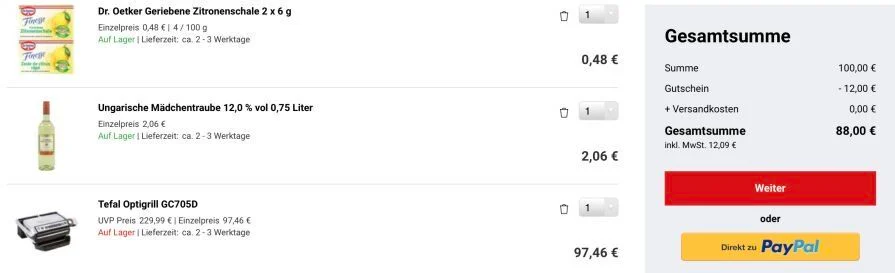 Dr. Oetker Geriebene Zitronenschale 2 x 6 g
Einzelpreis 0,48 € | 4 / 100 g
Auf Lager | Lieferzeit: ca. 2 - 3 Werktage
1
0,48 €
Ungarische Mädchentraube 12,0 % vol 0,75 Liter
Einzelpreis 2,06 €
Auf Lager | Lieferzeit: ca. 2 - 3 Werktage
1
2,06 €
Tefal Optigrill GC705D
UVP Preis 229,99 € | Einzelpreis 97,46 €
Auf Lager | Lieferzeit: ca. 2 - 3 Werktage
1
97,46 €
Gesamtsumme
Summe 100,00 €
Gutschein - 12,00 €
+ Versandkosten 0,00 €
Gesamtsumme 88,00 €
inkl. MwSt. 12,09 €
Weiter
oder
Direkt zu PayPal